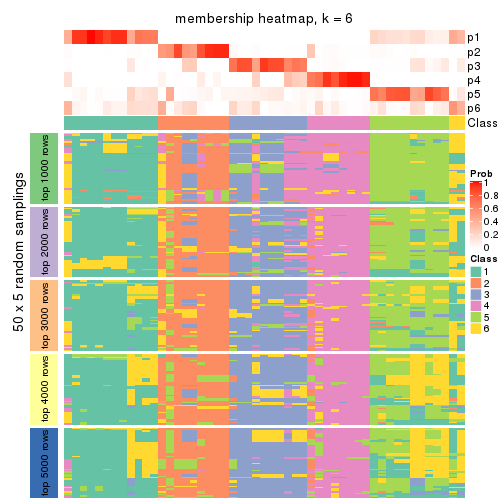 membership heatmap, k = 6
p1
p2
p3
p4
p5
p6
Class
50 x 5 random samplings
top 1000 rows
top 2000 rows
top 3000 rows
top 4000 rows
top 5000 rows
Prob
1
0.8
0.6
0.4
0.2
0
Class
1
2
3
4
5
6